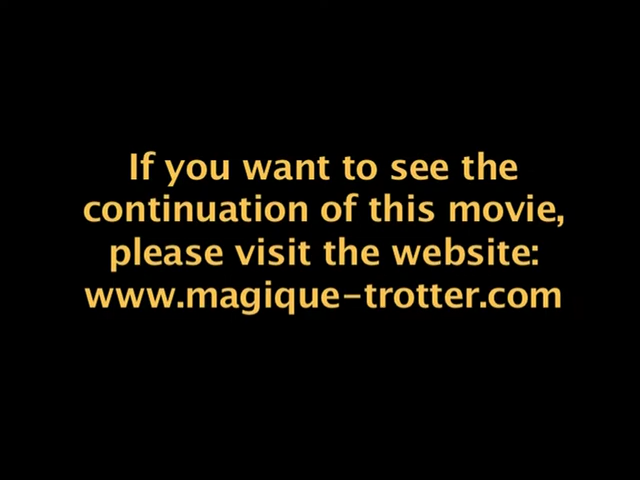 If you want to see the
continuation of this movie,
please visit the website:
www.magique-trotter.com